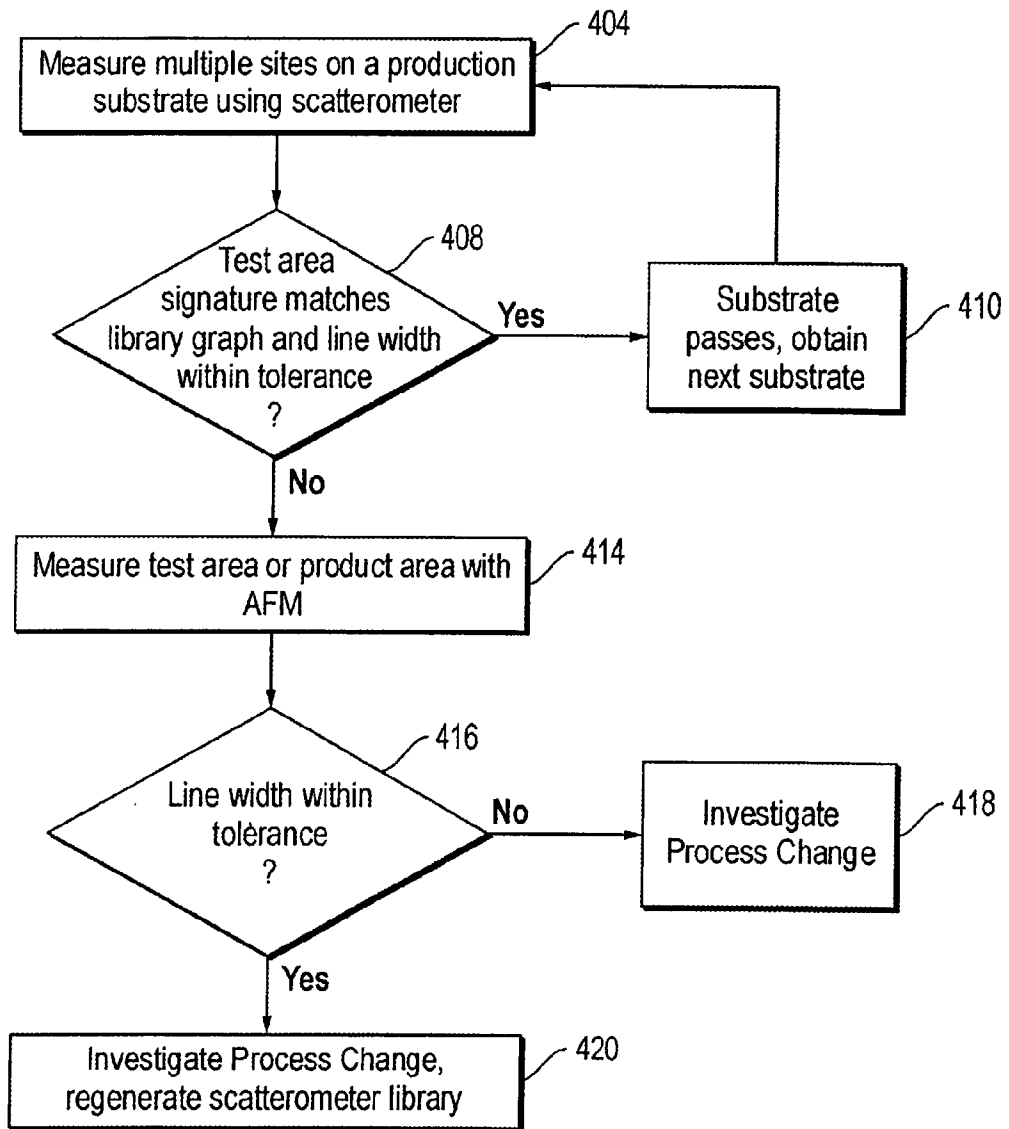 404
Measure multiple sites on a production
substrate using scatterometer
408
Test area
signature matches
library graph and line width
within tolerance
?
Yes
Substrate
passes, obtain
next substrate
410
No
Measure test area or product area with
AFM
414
416
Line width within
tolerance
?
No
Investigate
Process Change
418
Yes
Investigate Process Change,
regenerate scatterometer library
420